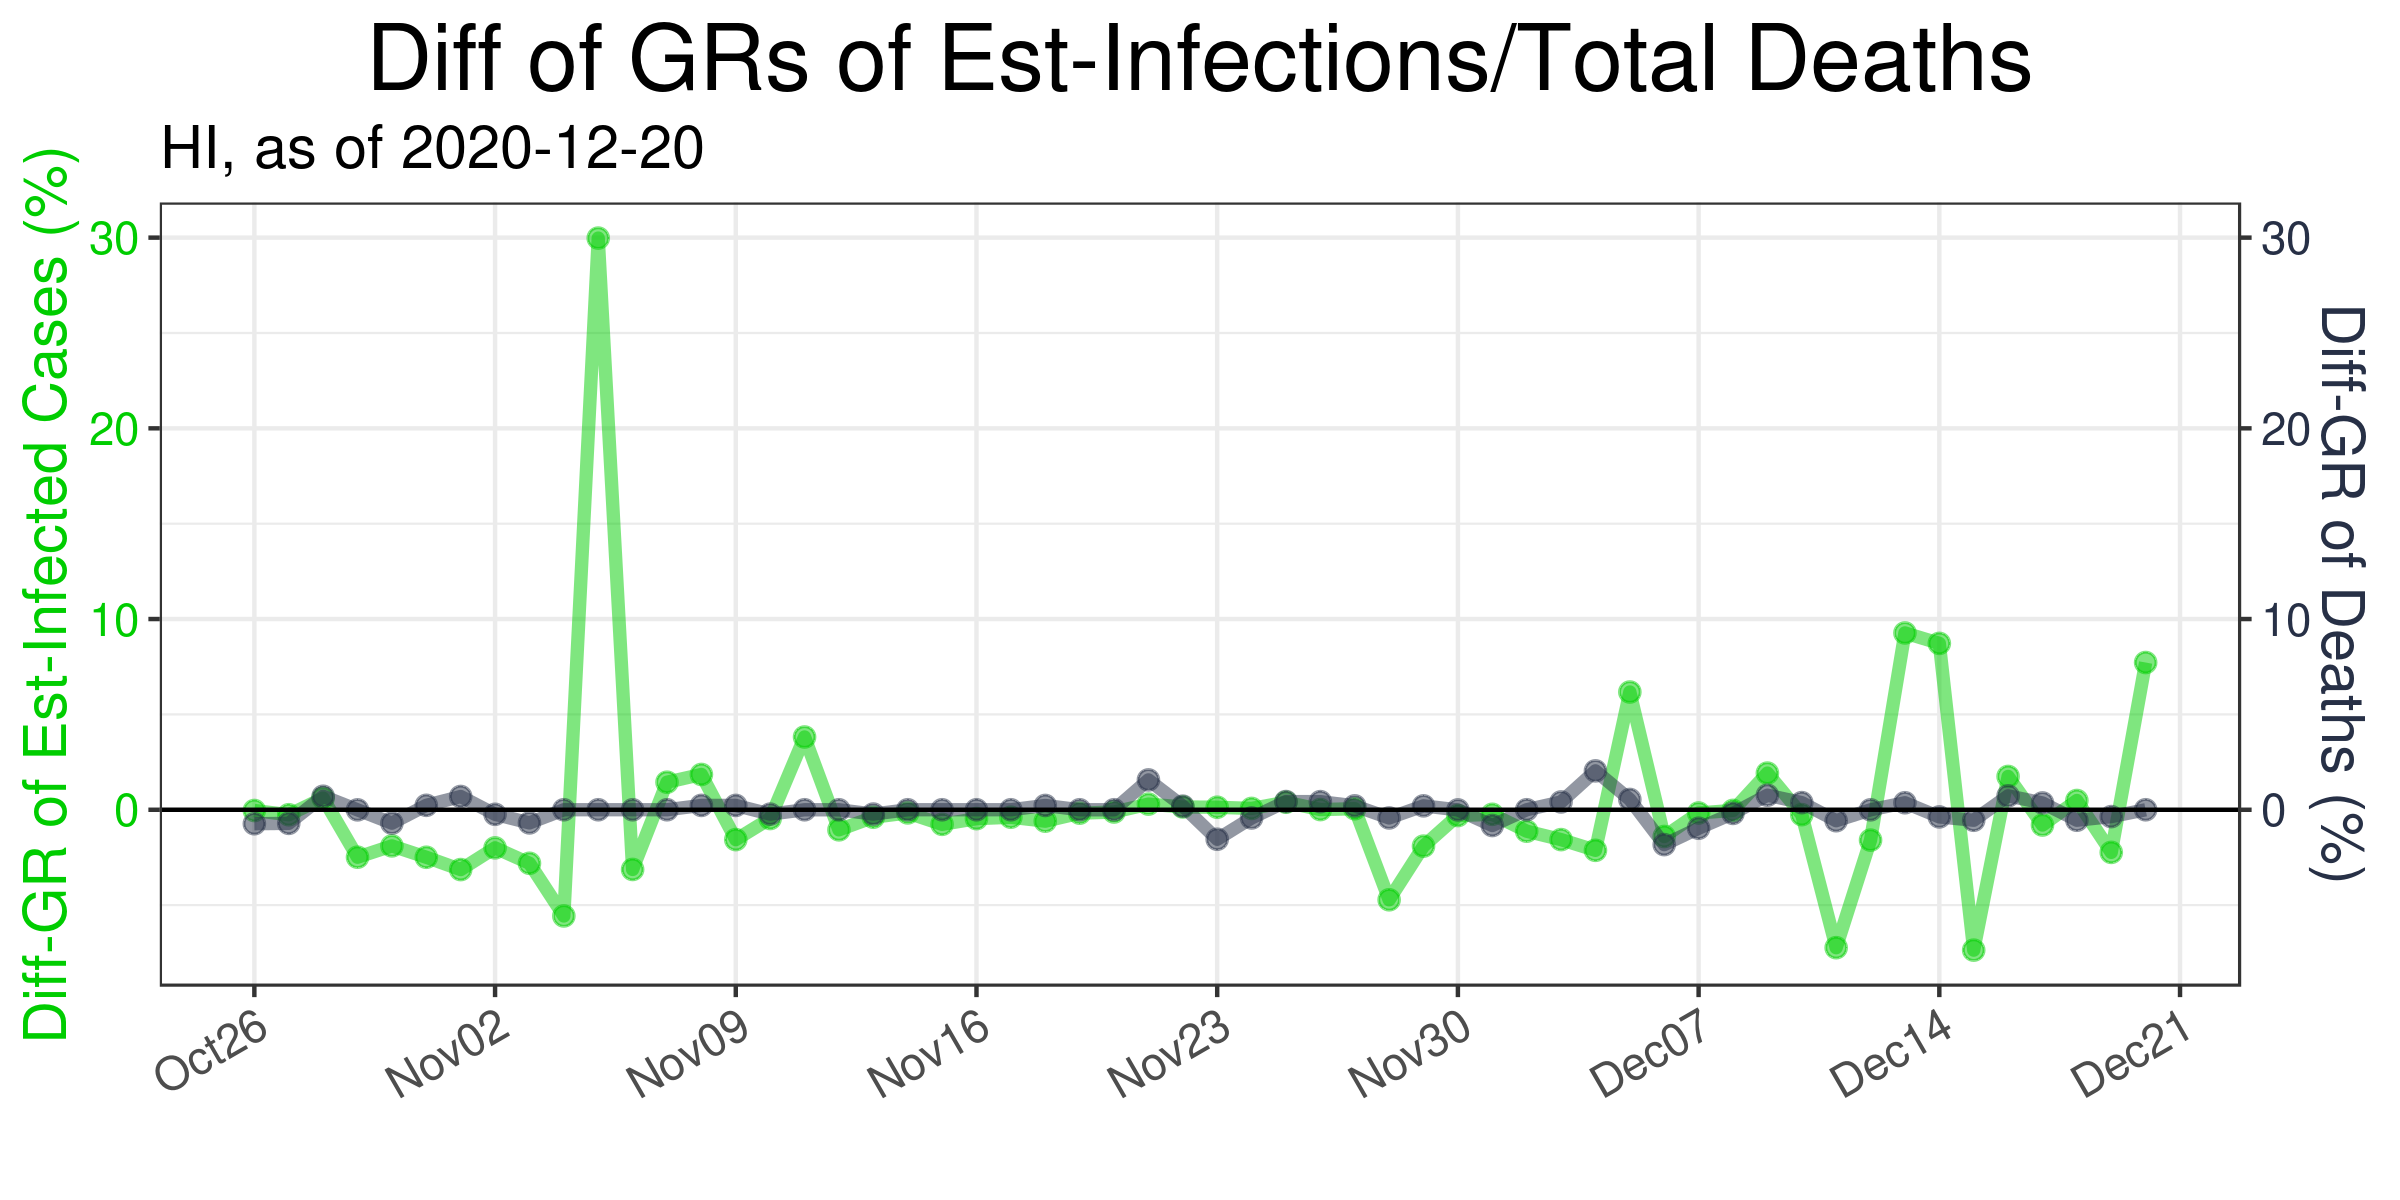 Diff of GRs of Est-Infections/Total Deaths
HI, as of 2020-12-20
Diff-GR of Est-Infected Cases (%)
30
20
10
0
30
20
10
0
Diff-GR of Deaths (%)
Oct26
Nov02
Nov09
Nov16
Nov23
Nov30
Dec07
Dec14
Dec21